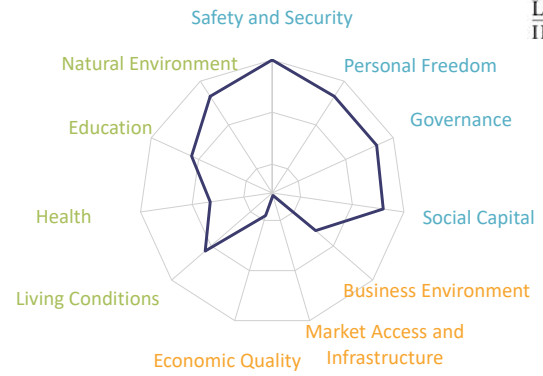 Safety and Security
Natural Environment
Personal Freedom
Education
Governance
Health
Social Capital
Living Conditions
Business Environment
Market Access and
Infrastructure
Economic Quality